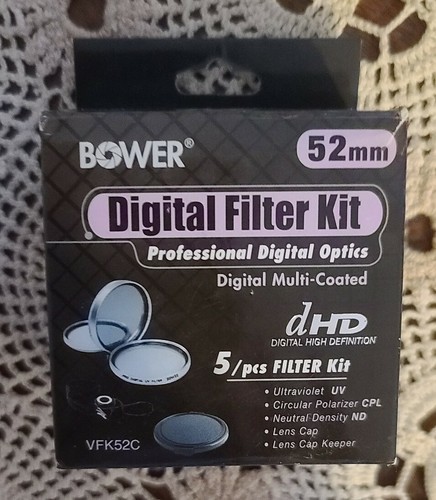 BOWER®
52mm
Digital Filter Kit
Professional Digital Optics
Digital Multi-Coated
dHD
DIGITAL HIGH DEFINITION
5/pcs FILTER Kit
• Ultraviolet UV
• Circular Polarizer CPL
• Neutral Density ND
• Lens Cap
• Lens Cap Keeper
VFK52C